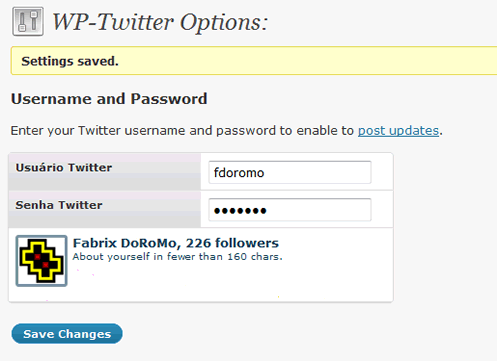 WP-Twitter Options:
Settings saved.
Username and Password
Enter your Twitter username and password to enable to post updates.
Usuário Twitter
fdoromo
Senha Twitter
●●●●●●●
Fabrix DoRoMo, 226 followers
About yourself in fewer than 160 chars.
Save Changes